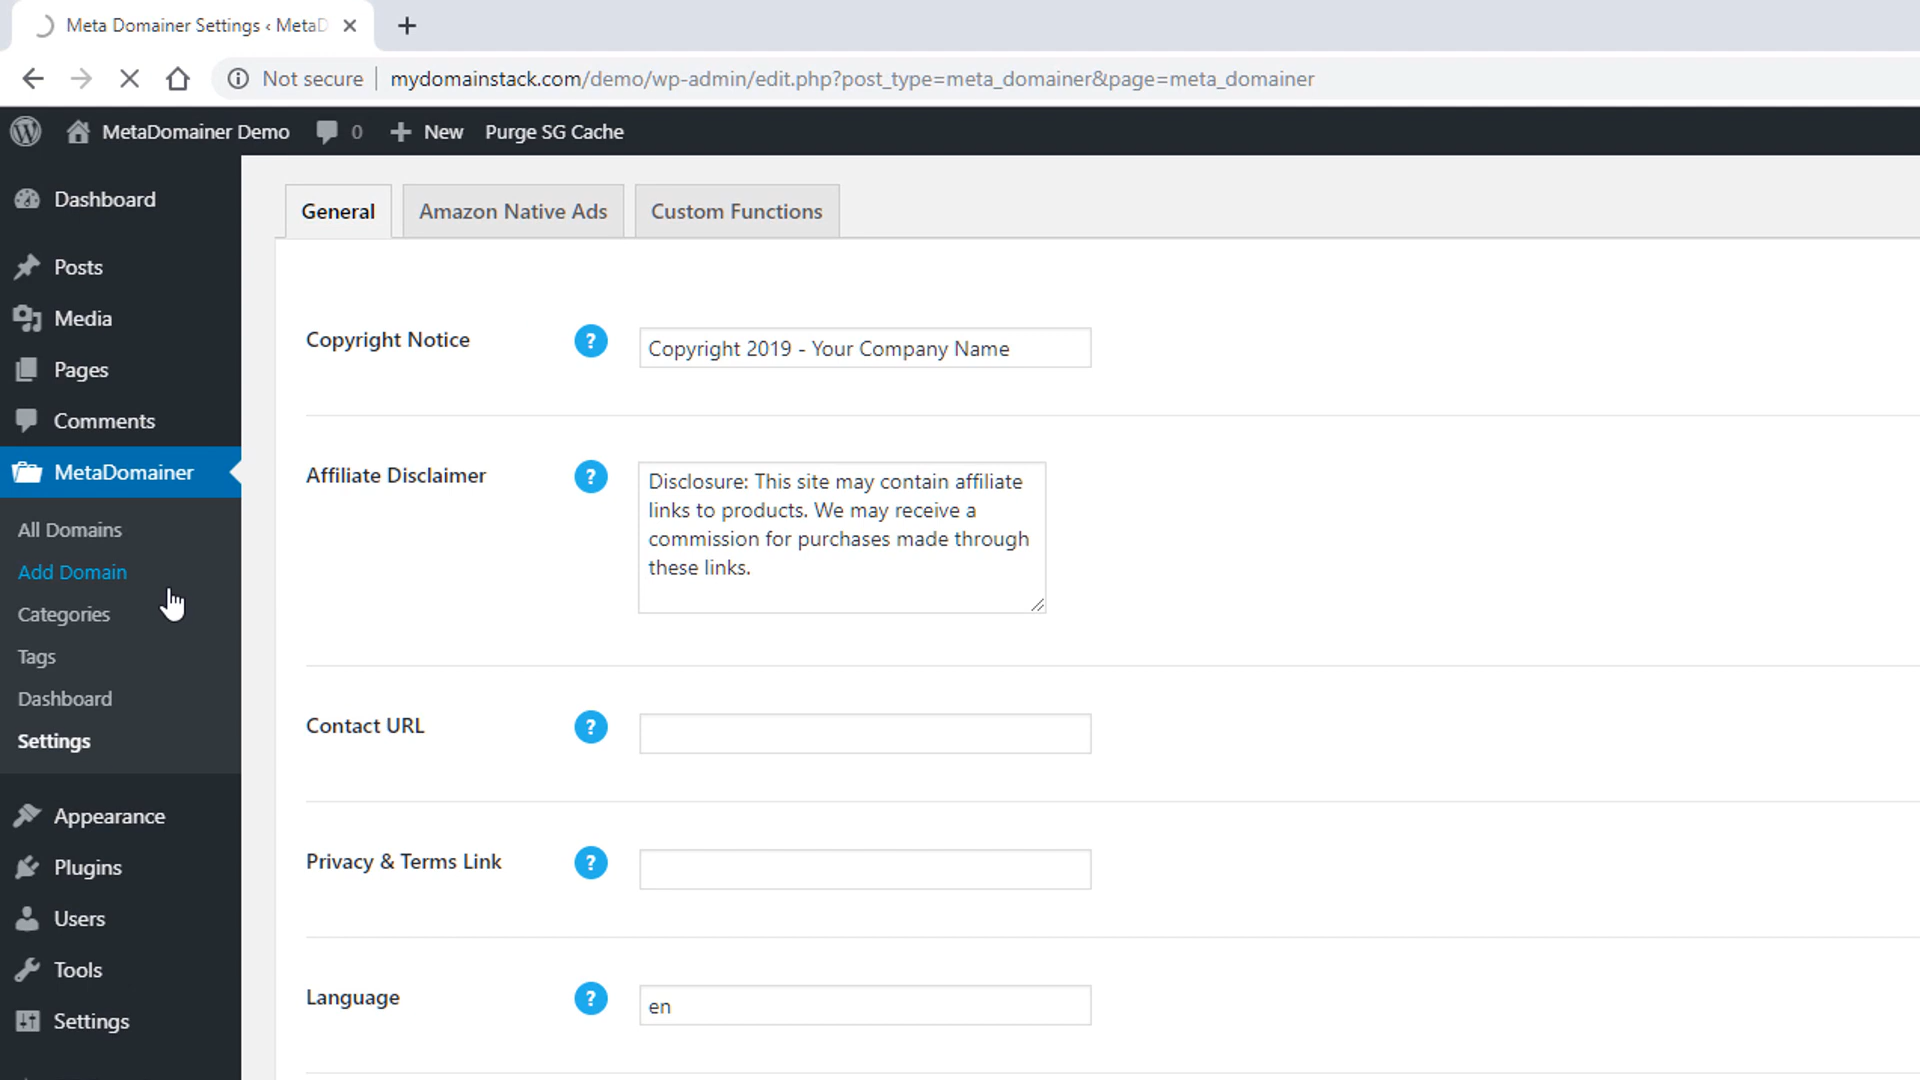 Meta Domainer Settings ‹ MetaD
Not secure mydomainstack.com/demo/wp-admin/edit.php?post_type=meta_domainer&page=meta_domainer
MetaDomainer Demo 0 New Purge SG Cache
Dashboard
Posts
Media
Pages
Comments
MetaDomainer
All Domains
Add Domain
Categories
Tags
Dashboard
Settings
Appearance
Plugins
Users
Tools
Settings
General Amazon Native Ads Custom Functions
Copyright Notice ? Copyright 2019 - Your Company Name
Affiliate Disclaimer ? Disclosure: This site may contain affiliate
links to products. We may receive a
commission for purchases made through
these links.
Contact URL ?
Privacy & Terms Link ?
Language ? en